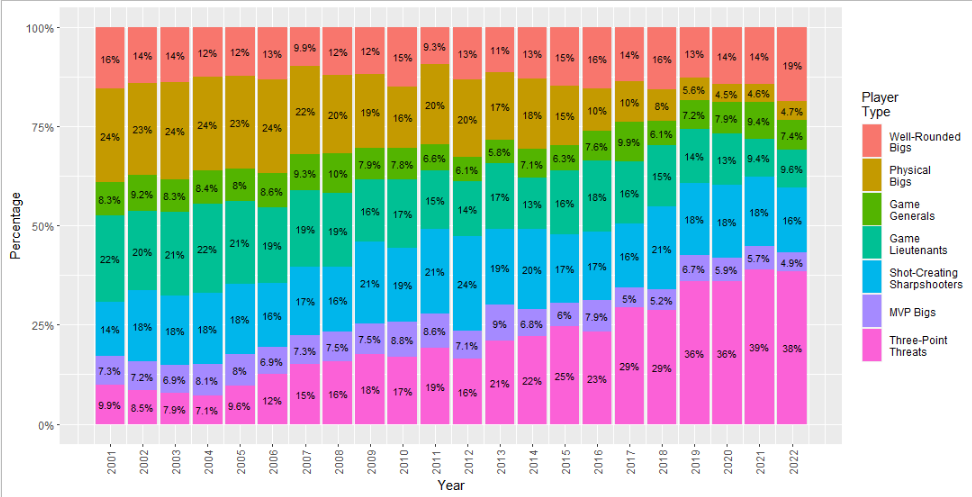 100%
75%
50%
25%
0%
Percentage
16% 14% 14% 12% 12% 13% 9.9% 12% 12% 15% 9.3% 13% 11% 13% 15% 16% 14% 16% 13% 14% 14% 19%
24% 23% 24% 24% 23% 24% 22% 20% 19% 16% 20% 20% 17% 18% 15% 10% 10% 8% 5.6% 4.5% 4.6% 4.7%
8.3% 9.2% 8.3% 8.4% 8% 8.6% 9.3% 10% 7.9% 7.8% 6.6% 6.1% 5.8% 7.1% 6.3% 7.6% 9.9% 6.1% 7.2% 7.9% 9.4% 7.4%
22% 20% 21% 22% 21% 19% 19% 19% 16% 17% 15% 14% 17% 13% 16% 18% 16% 15% 14% 13% 9.4% 9.6%
14% 18% 18% 18% 18% 16% 17% 16% 21% 19% 21% 24% 19% 20% 17% 17% 16% 21% 18% 18% 18% 16%
7.3% 7.2% 6.9% 8.1% 8% 6.9% 7.3% 7.5% 7.5% 8.8% 8.6% 7.1% 9% 6.8% 6% 7.9% 5% 5.2% 6.7% 5.9% 5.7% 4.9%
9.9% 8.5% 7.9% 7.1% 9.6% 12% 15% 16% 18% 17% 19% 16% 21% 22% 25% 23% 29% 29% 36% 36% 39% 38%
2001 2002 2003 2004 2005 2006 2007 2008 2009 2010 2011 2012 2013 2014 2015 2016 2017 2018 2019 2020 2021 2022
Year
Player
Type
Well-Rounded
Bigs
Physical
Bigs
Game
Generals
Game
Lieutenants
Shot-Creating
Sharpshooters
MVP Bigs
Three-Point
Threats